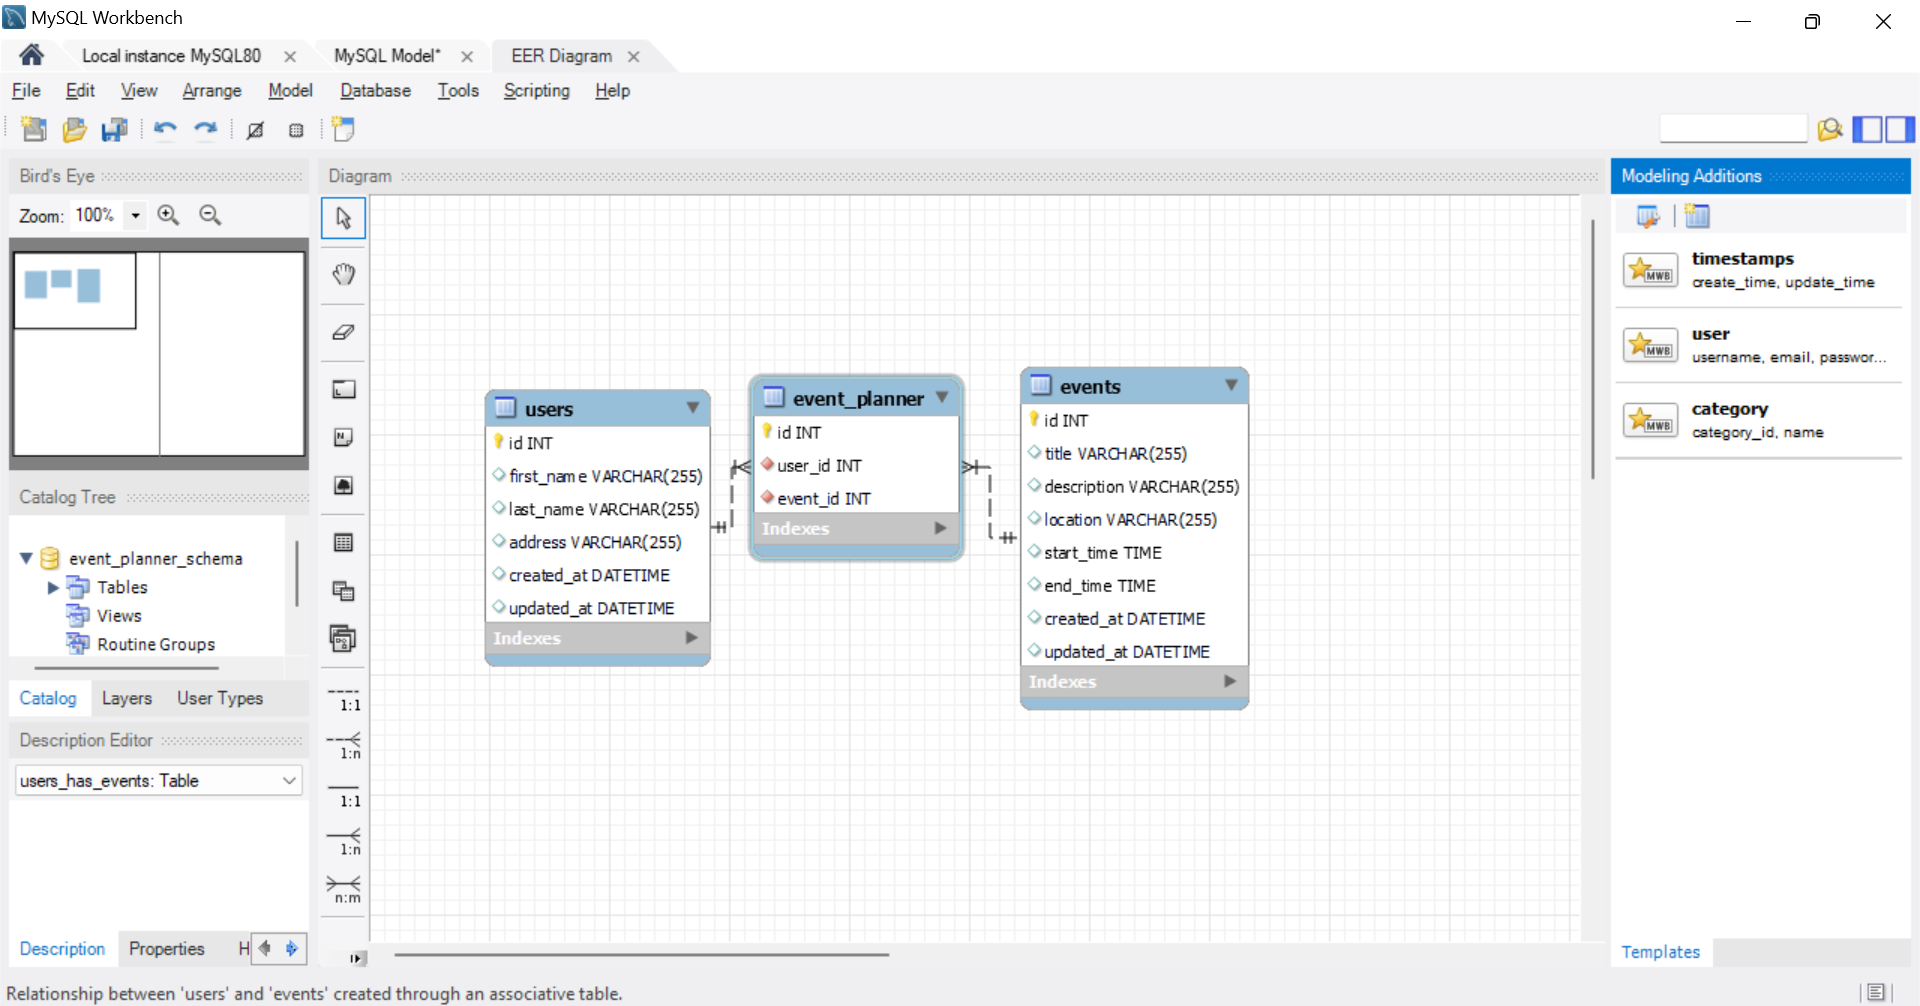 MySQL Workbench
Local instance MySQL80
MySQL Model*
EER Diagram
File Edit View Arrange Model Database Tools Scripting Help
Bird's Eye
Zoom: 100%
Catalog Tree
event_planner_schema
Tables
Views
Routine Groups
Catalog Layers User Types
Description Editor
users_has_events: Table
Description Properties H
Diagram
1:1
1:n
1:1
1:n
n:m
users
id INT
first_name VARCHAR(255)
last_name VARCHAR(255)
address VARCHAR(255)
created_at DATETIME
updated_at DATETIME
Indexes
event_planner
id INT
user_id INT
event_id INT
Indexes
events
id INT
title VARCHAR(255)
description VARCHAR(255)
location VARCHAR(255)
start_time TIME
end_time TIME
created_at DATETIME
updated_at DATETIME
Indexes
Modeling Additions
MWB
timestamps
create_time, update_time
MWB
user
username, email, passwor...
MWB
category
category_id, name
Templates
Relationship between 'users' and 'events' created through an associative table.